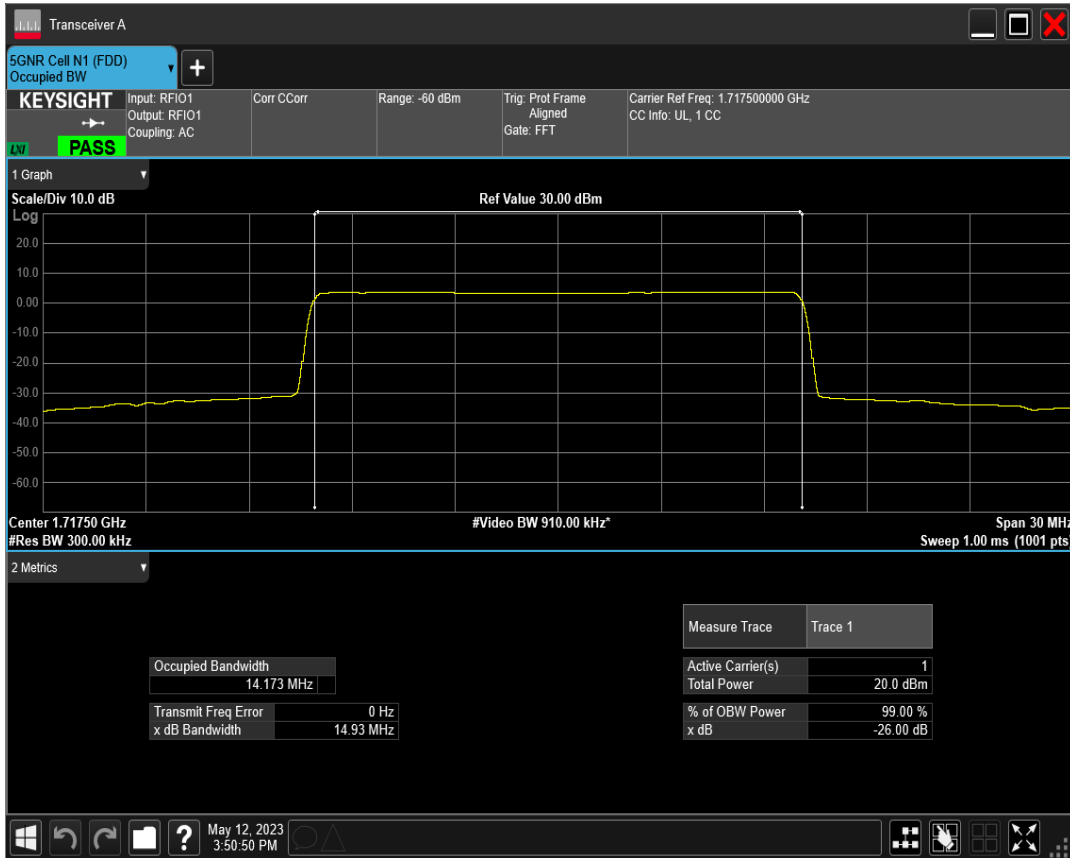 Transceiver A
5GNR Cell N1 (FDD)
Occupied BW
+
KEYSIGHT
LXI
PASS
Input: RFIO1
Output: RFIO1
Coupling: AC
Corr CCorr
Range: -60 dBm
Trig: Prot Frame
Aligned
Gate: FFT
Carrier Ref Freq: 1.717500000 GHz
CC Info: UL, 1 CC
1 Graph
Scale/Div 10.0 dB
Ref Value 30.00 dBm
Log
20.0
10.0
0.00
-10.0
-20.0
-30.0
-40.0
-50.0
-60.0
Center 1.71750 GHz
#Video BW 910.00 kHz*
Span 30 MHz
#Res BW 300.00 kHz
Sweep 1.00 ms (1001 pts)
2 Metrics
Measure Trace Trace 1
Occupied Bandwidth
14.173 MHz
Transmit Freq Error 0 Hz
x dB Bandwidth 14.93 MHz
Active Carrier(s) 1
Total Power 20.0 dBm
% of OBW Power 99.00 %
x dB -26.00 dB
?
May 12, 2023
3:50:50 PM